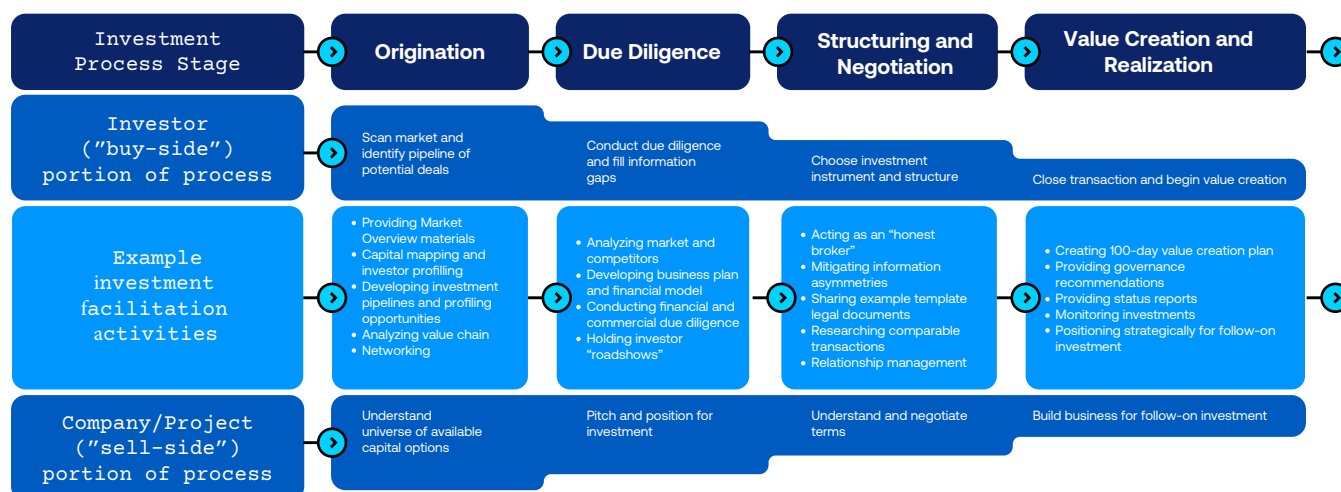 Investment
Process Stage
Origination
Due Diligence
Structuring and
Negotiation
Value Creation and
Realization
Investor
("buy-side")
portion of process
Scan market and
identify pipeline of
potential deals
Conduct due diligence
and fill information
gaps
Choose investment
instrument and structure
Close transaction and begin value creation
Example
investment
facilitation
activities
• Providing Market
Overview materials
• Capital mapping and
investor profilling
• Developing investment
pipelines and profiling
opportunities
• Analyzing value chain
• Networking
• Analyzing market and
competitors
• Developing business plan
and financial model
• Conducting financial and
commercial due diligence
• Holding investor
“roadshows”
• Acting as an “honest
broker”
• Mitigating information
asymmetries
• Sharing example template
legal documents
• Researching comparable
transactions
• Relationship management
• Creating 100-day value creation plan
• Providing governance
recommendations
• Providing status reports
• Monitoring investments
• Positioning strategically for follow-on
investment
Company/Project
("sell-side")
portion of process
Understand
universe of available
capital options
Pitch and position for
investment
Understand and negotiate
terms
Build business for follow-on investment